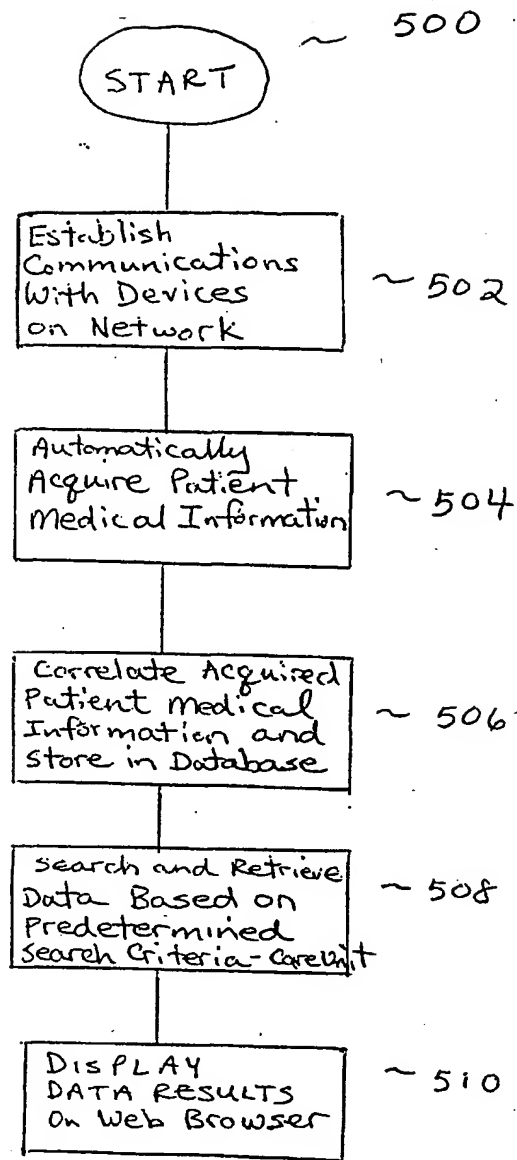 ~ 500
START
Establish
Communications
With Devices
on Network
~ 502
Automatically
Acquire Patient
Medical Information
~ 504
Correlate Acquired
Patient Medical
Information and
Store in Database
~ 506
Search and Retrieve
Data Based on
Predetermined
Search Criteria - Care Unit
~ 508
DISPLAY
DATA RESULTS
On Web Browser
~ 510